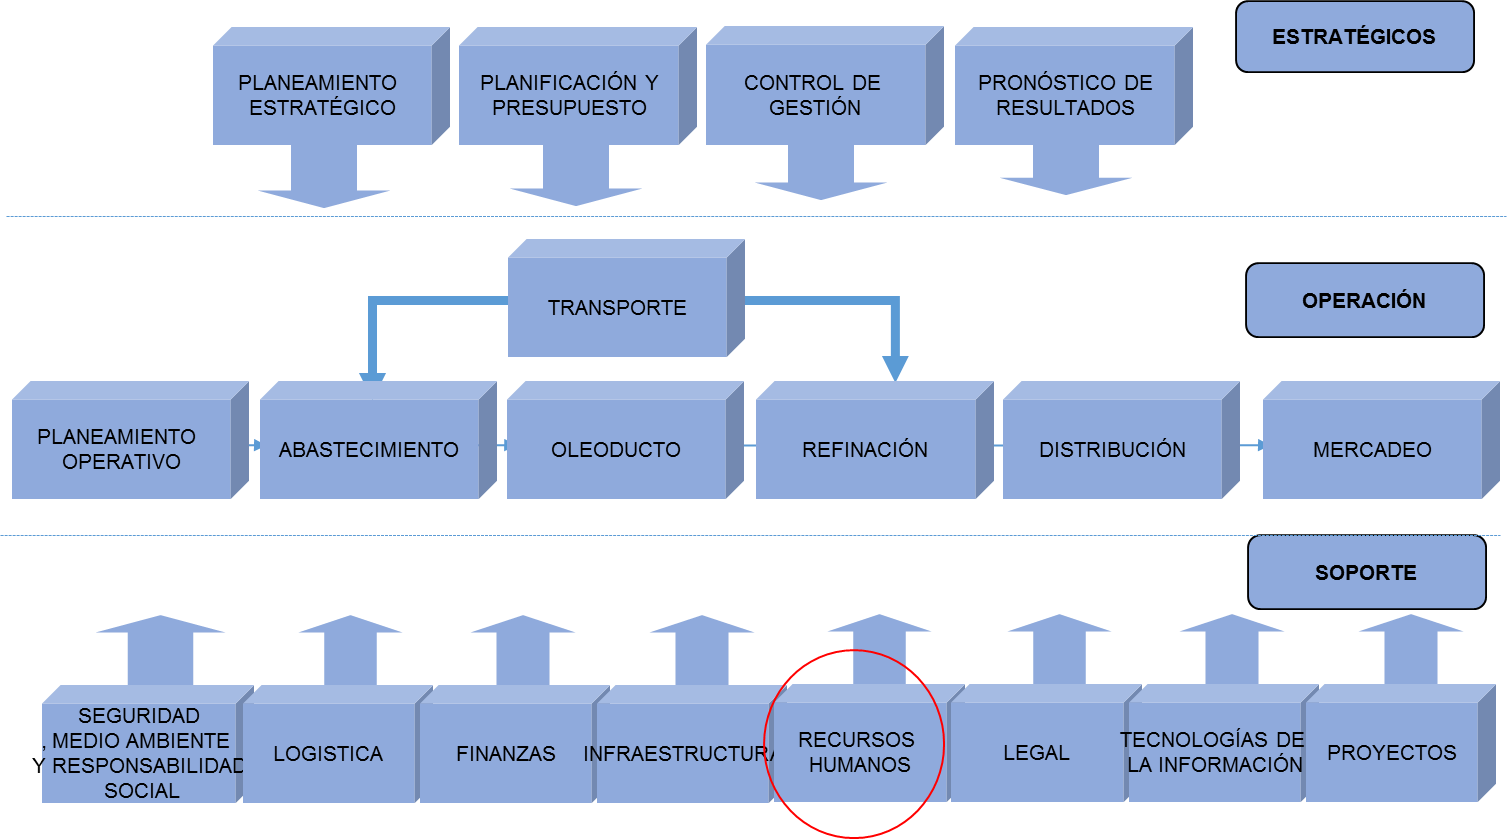 ESTRATÉGICOS
PLANEAMIENTO
ESTRATÉGICO
PLANIFICACIÓN Y
PRESUPUESTO
CONTROL DE
GESTIÓN
PRONÓSTICO DE
RESULTADOS
TRANSPORTE
OPERACIÓN
PLANEAMIENTO
OPERATIVO
ABASTECIMIENTO
OLEODUCTO
REFINACIÓN
DISTRIBUCIÓN
MERCADEO
SOPORTE
SEGURIDAD
, MEDIO AMBIENTE
Y RESPONSABILIDAD
SOCIAL
LOGISTICA
FINANZAS
INFRAESTRUCTURA
RECURSOS
HUMANOS
LEGAL
TECNOLOGÍAS DE
LA INFORMACIÓN
PROYECTOS